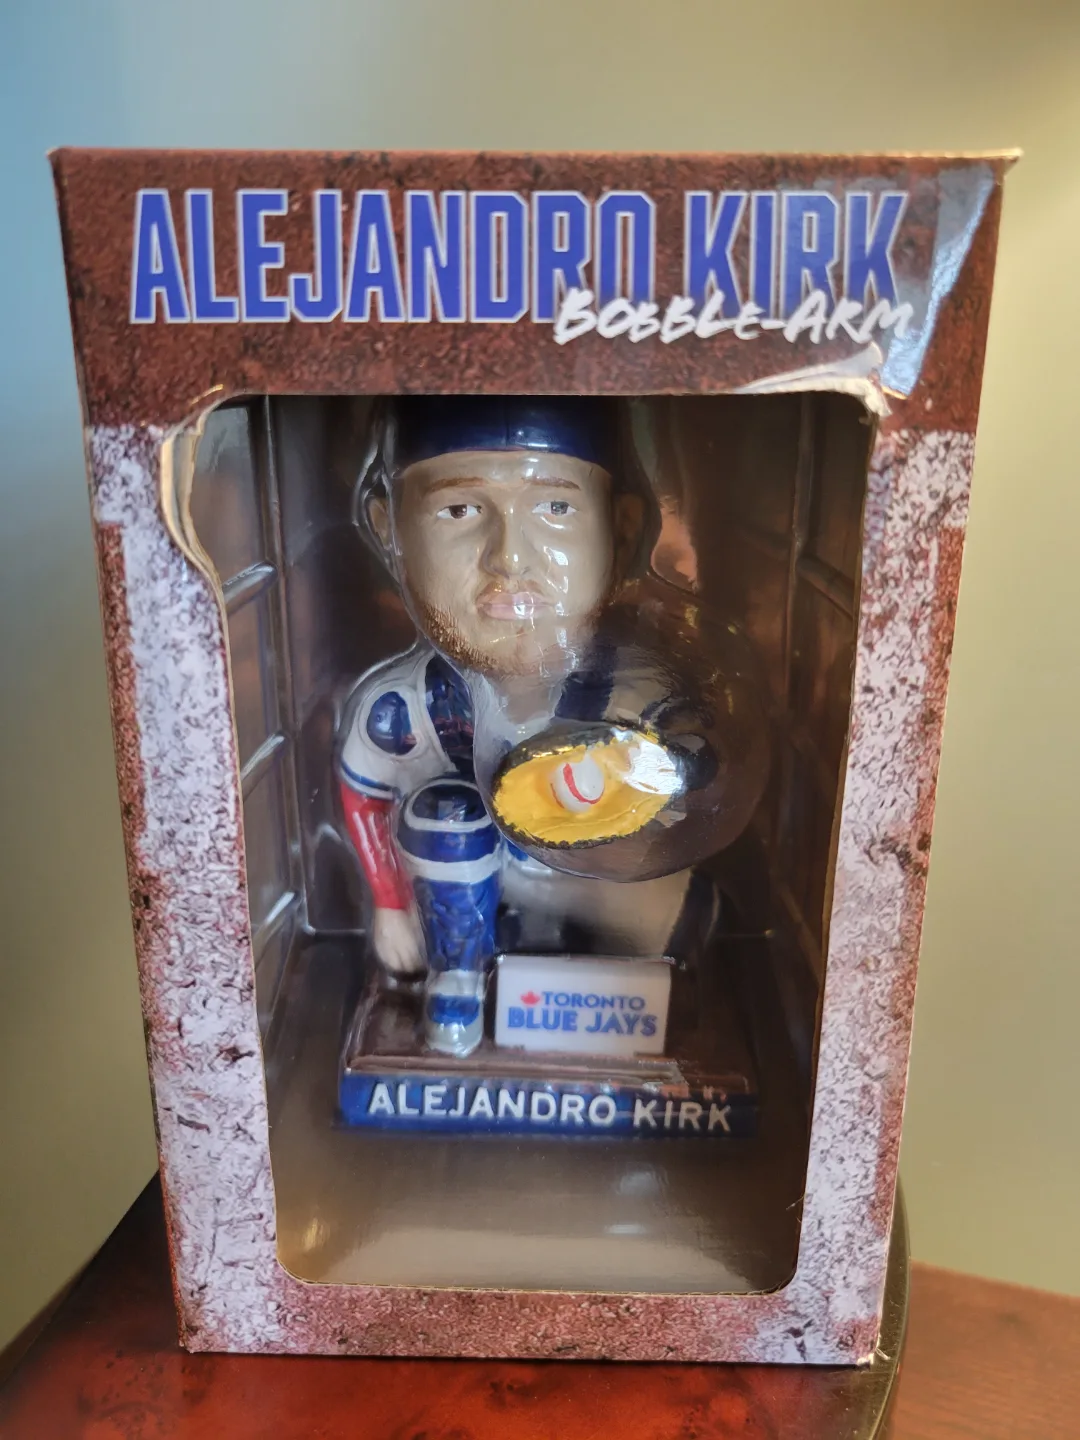 ALEJANDRO KIRK
BOBBLE-ARM
TORONTO
BLUE JAYS
ALEJANDRO KIRK